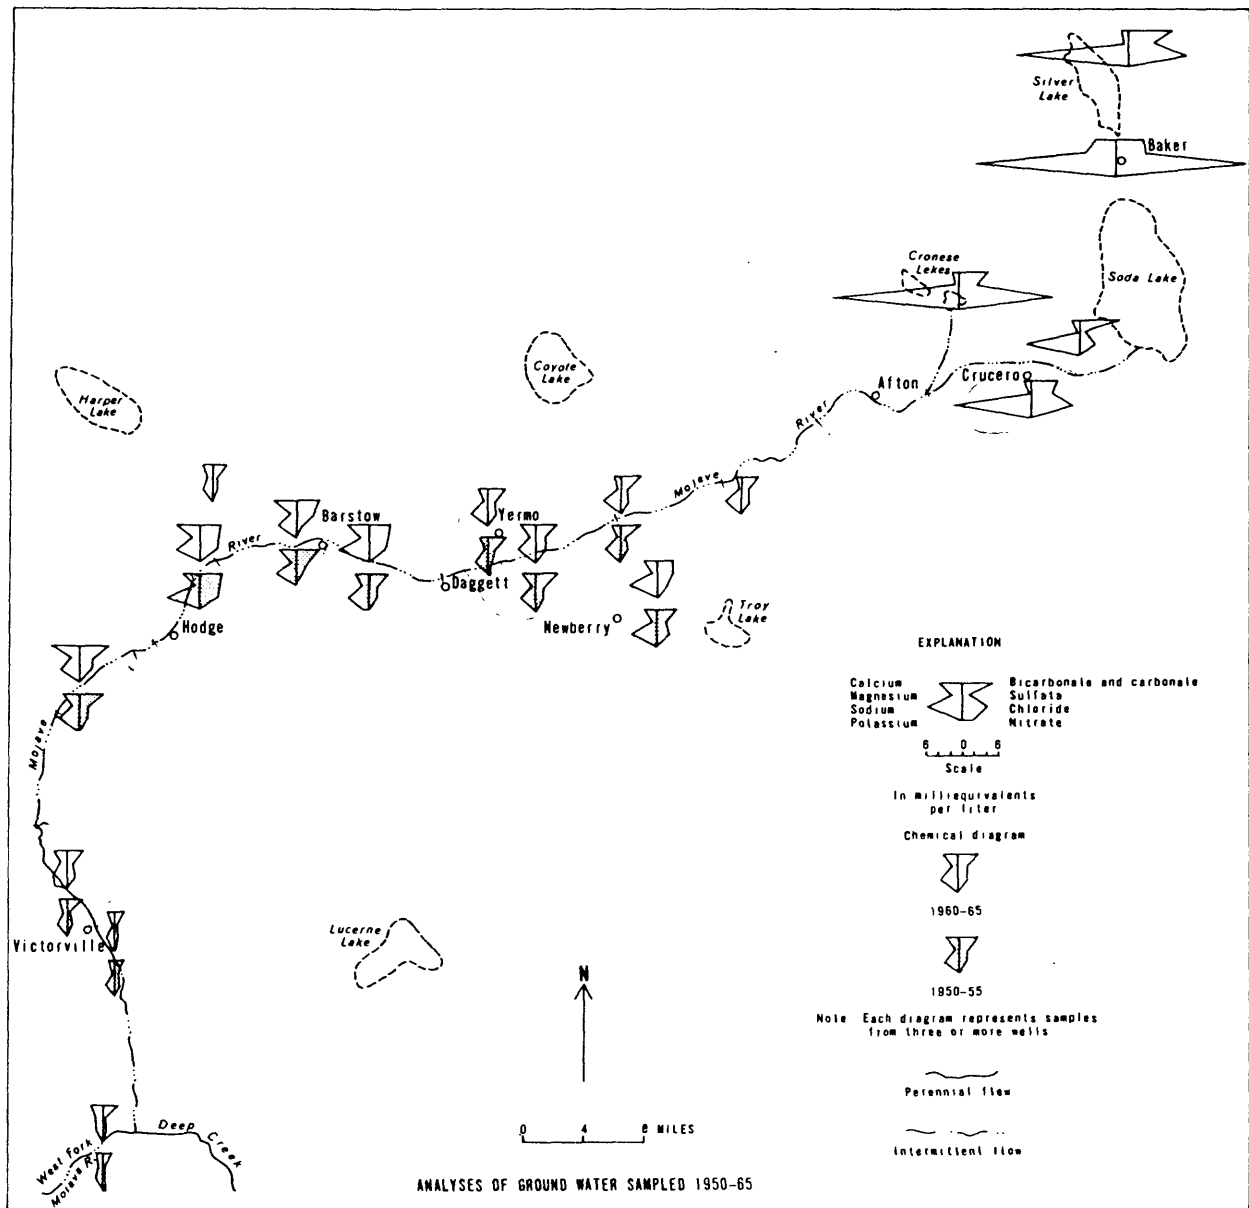 Silver
Lake
Baker
Cronese
Lekes
Soda Lake
Coyote
Lake
Harper
Lake
Afton
Crucero
River
Mojave
River
Barstow
Yermo
Daggett
Newberry
Troy
Lake
Hodge
Mojave
Victorville
Lucerne
Lake
N
Deep
Creek
West Fork
Mojave R.
0 4 8 MILES
ANALYSES OF GROUND WATER SAMPLED 1950-65
EXPLANATION
Calcium
Magnesium
Sodium
Potassium
Bicarbonate and carbonate
Sulfata
Chloride
Nitrate
6 0 6
Scale
In milliequivalents
per liter
Chemical diagram
1960-65
1950-55
Note Each diagram represents samples
from three or more wells
Perennial flow
Intermittent flow